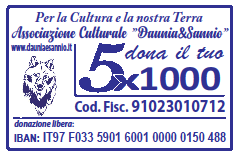 Per la Cultura e la nostra Terra
Associazione Culturale "Daunia&Sannio"
www.dauniaesannio.it
dona il tuo
5x1000
Cod. Fisc. 91023010712
donazione libera:
IBAN: IT97 F033 5901 6001 0000 0150 488